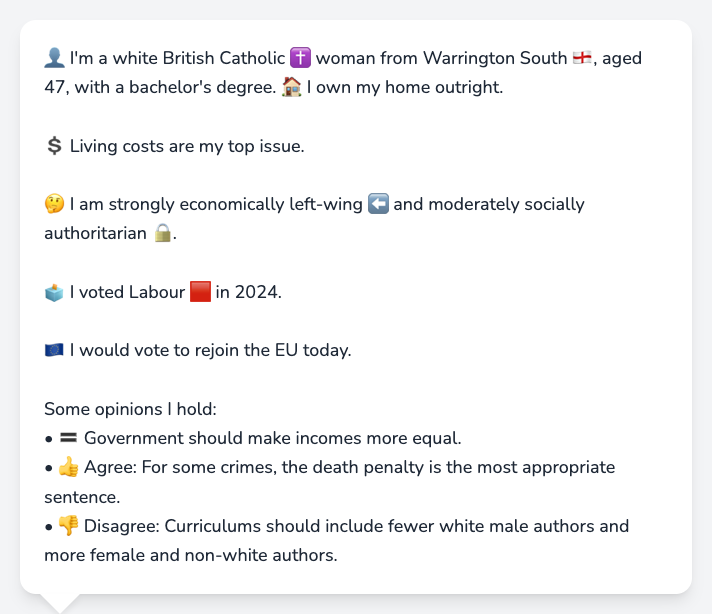 👤 I'm a white British Catholic ✝️ woman from Warrington South 🏴󠁧󠁢󠁥󠁮󠁧󠁿, aged
47, with a bachelor's degree. 🏠 I own my home outright.
💲 Living costs are my top issue.
🤔 I am strongly economically left-wing ⬅️ and moderately socially
authoritarian 🔒.
🗳️ I voted Labour 🟥 in 2024.
🇪🇺 I would vote to rejoin the EU today.
Some opinions I hold:
• 🟰 Government should make incomes more equal.
• 👍 Agree: For some crimes, the death penalty is the most appropriate
sentence.
• 👎 Disagree: Curriculums should include fewer white male authors and
more female and non-white authors.